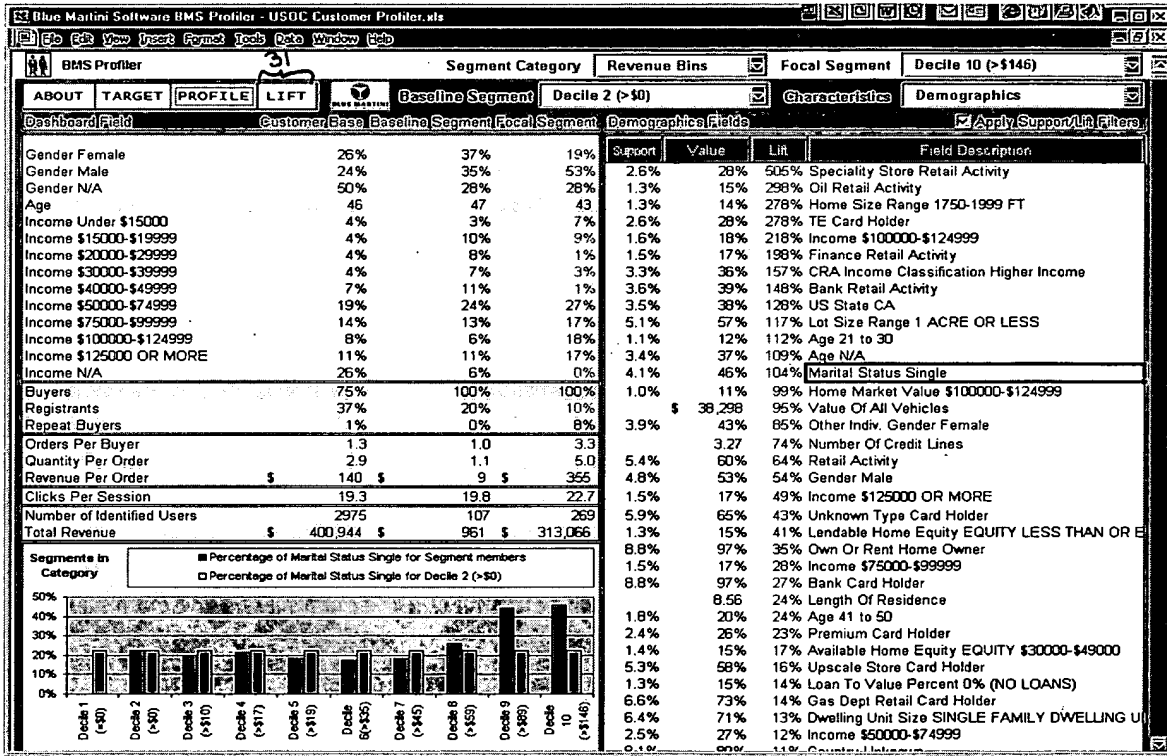 Blue Martini Software BMS Profiler - USOC Customer Profiler.xls
File Edit View Insert Format Tools Data Window Help
31
BMS Profiler Segment Category Revenue Bins Focal Segment Decile 10 (>$146)
ABOUT TARGET PROFILE LIFT BLUE MARTINI Baseline Segment Decile 2 (>$0) Characteristics Demographics
Dashboard Field Customer Base Baseline Segment Focal Segment
Gender Female 26% 37% 19%
Gender Male 24% 35% 53%
Gender N/A 50% 28% 28%
Age 46 47 43
Income Under $15000 4% 3% 7%
Income $15000-$19999 4% 10% 9%
Income $20000-$29999 4% 8% 1%
Income $30000-$39999 4% 7% 3%
Income $40000-$49999 7% 11% 1%
Income $50000-$74999 19% 24% 27%
Income $75000-$99999 14% 13% 17%
Income $100000-$124999 8% 6% 18%
Income $125000 OR MORE 11% 11% 17%
Income N/A 26% 6% 0%
Buyers 75% 100% 100%
Registrants 37% 20% 10%
Repeat Buyers 1% 0% 8%
Orders Per Buyer 1.3 1.0 3.3
Quantity Per Order 2.9 1.1 5.0
Revenue Per Order $ 140 $ 9 $ 355
Clicks Per Session 19.3 19.8 22.7
Number of Identified Users 2975 107 269
Total Revenue $ 400,944 $ 961 $ 313,066
Segments in Category
Percentage of Marital Status Single for Segment members
Percentage of Marital Status Single for Decile 2 (>$0)
50%
40%
30%
20%
10%
0%
Decile 1 (=$0)
Decile 2 (>$0)
Decile 3 (>$10)
Decile 4 (>$17)
Decile 5 (>$19)
Decile 6(>$35)
Decile 7 (>$45)
Decile 8 (>$59)
Decile 9 (>$89)
Decile 10 (>$146)
Demographics Fields Apply Support/Lift Filters
Support Value Lift Field Description
2.6% 28% 505% Speciality Store Retail Activity
1.3% 15% 298% Oil Retail Activity
1.3% 14% 278% Home Size Range 1750-1999 FT
2.6% 28% 278% TE Card Holder
1.6% 18% 218% Income $100000-$124999
1.5% 17% 198% Finance Retail Activity
3.3% 36% 157% CRA Income Classification Higher Income
3.6% 39% 148% Bank Retail Activity
3.5% 38% 128% US State CA
5.1% 57% 117% Lot Size Range 1 ACRE OR LESS
1.1% 12% 112% Age 21 to 30
3.4% 37% 109% Age N/A
4.1% 46% 104% Marital Status Single
1.0% 11% 99% Home Market Value $100000-$124999
$ 38,298 95% Value Of All Vehicles
3.9% 43% 85% Other Indiv. Gender Female
3.27 74% Number Of Credit Lines
5.4% 60% 64% Retail Activity
4.8% 53% 54% Gender Male
1.5% 17% 49% Income $125000 OR MORE
5.9% 65% 43% Unknown Type Card Holder
1.3% 15% 41% Lendable Home Equity EQUITY LESS THAN OR E
8.8% 97% 35% Own Or Rent Home Owner
1.5% 17% 28% Income $75000-$99999
8.8% 97% 27% Bank Card Holder
8.56 24% Length Of Residence
1.8% 20% 24% Age 41 to 50
2.4% 26% 23% Premium Card Holder
1.4% 15% 17% Available Home Equity EQUITY $30000-$49000
5.3% 58% 16% Upscale Store Card Holder
1.3% 15% 14% Loan To Value Percent 0% (NO LOANS)
6.6% 73% 14% Gas Dept Retail Card Holder
6.4% 71% 13% Dwelling Unit Size SINGLE FAMILY DWELLING U
2.5% 27% 12% Income $50000-$74999